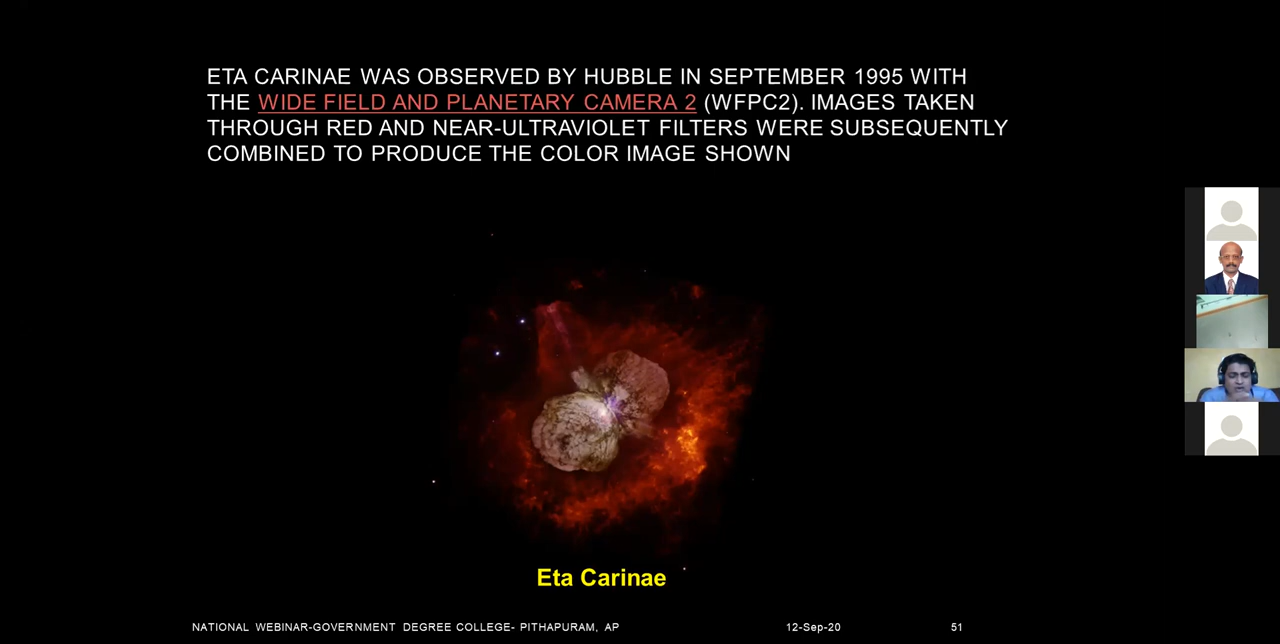 ETA CARINAE WAS OBSERVED BY HUBBLE IN SEPTEMBER 1995 WITH
THE WIDE FIELD AND PLANETARY CAMERA 2 (WFPC2). IMAGES TAKEN
THROUGH RED AND NEAR-ULTRAVIOLET FILTERS WERE SUBSEQUENTLY
COMBINED TO PRODUCE THE COLOR IMAGE SHOWN
Eta Carinae
NATIONAL WEBINAR-GOVERNMENT DEGREE COLLEGE- PITHAPURAM, AP 12-Sep-20 51